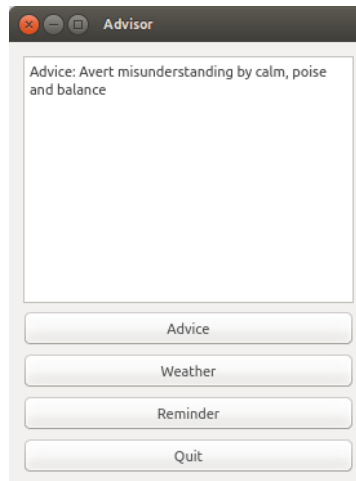 Advisor
Advice: Avert misunderstanding by calm, poise
and balance
Advice
Weather
Reminder
Quit